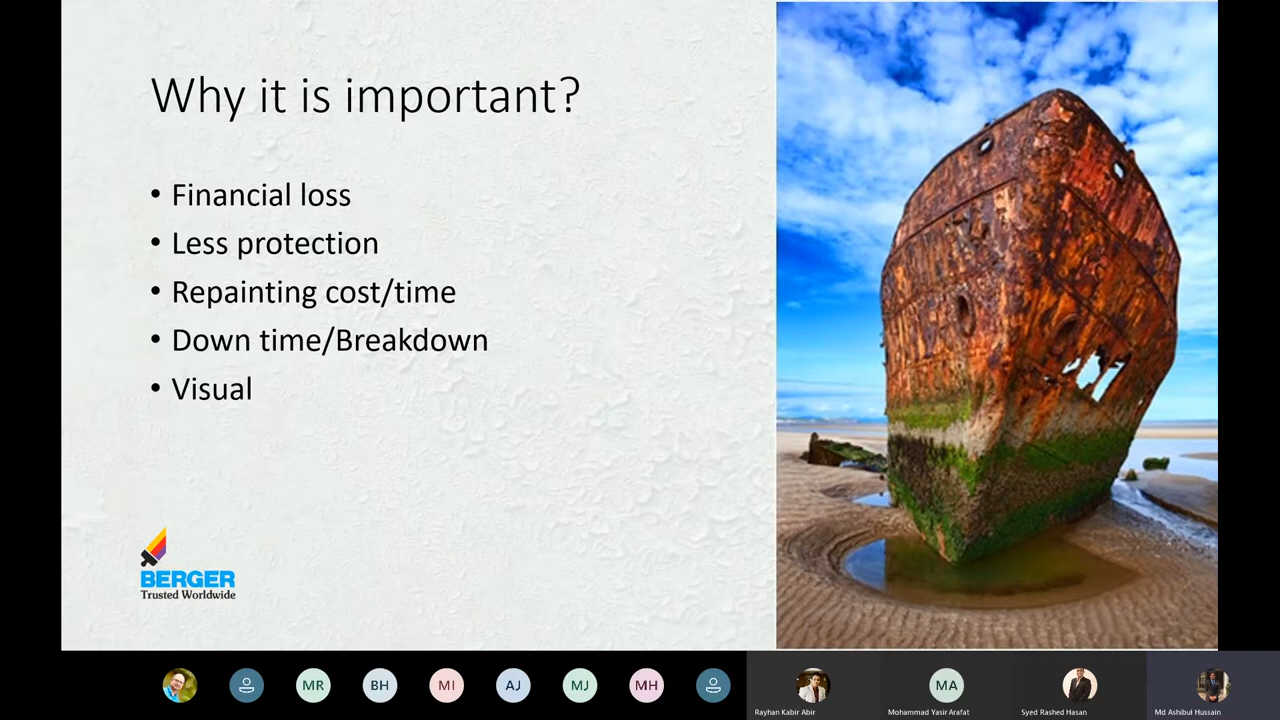 Why it is important?
• Financial loss
• Less protection
• Repainting cost/time
• Down time/Breakdown
• Visual
BERGER
Trusted Worldwide
MR
BH
MI
AJ
MJ
MH
Rayhan Kabir Abir
MA
Mohammad Yasir Arafat
Syed Rashed Hasan
Md Ashibul Hussain